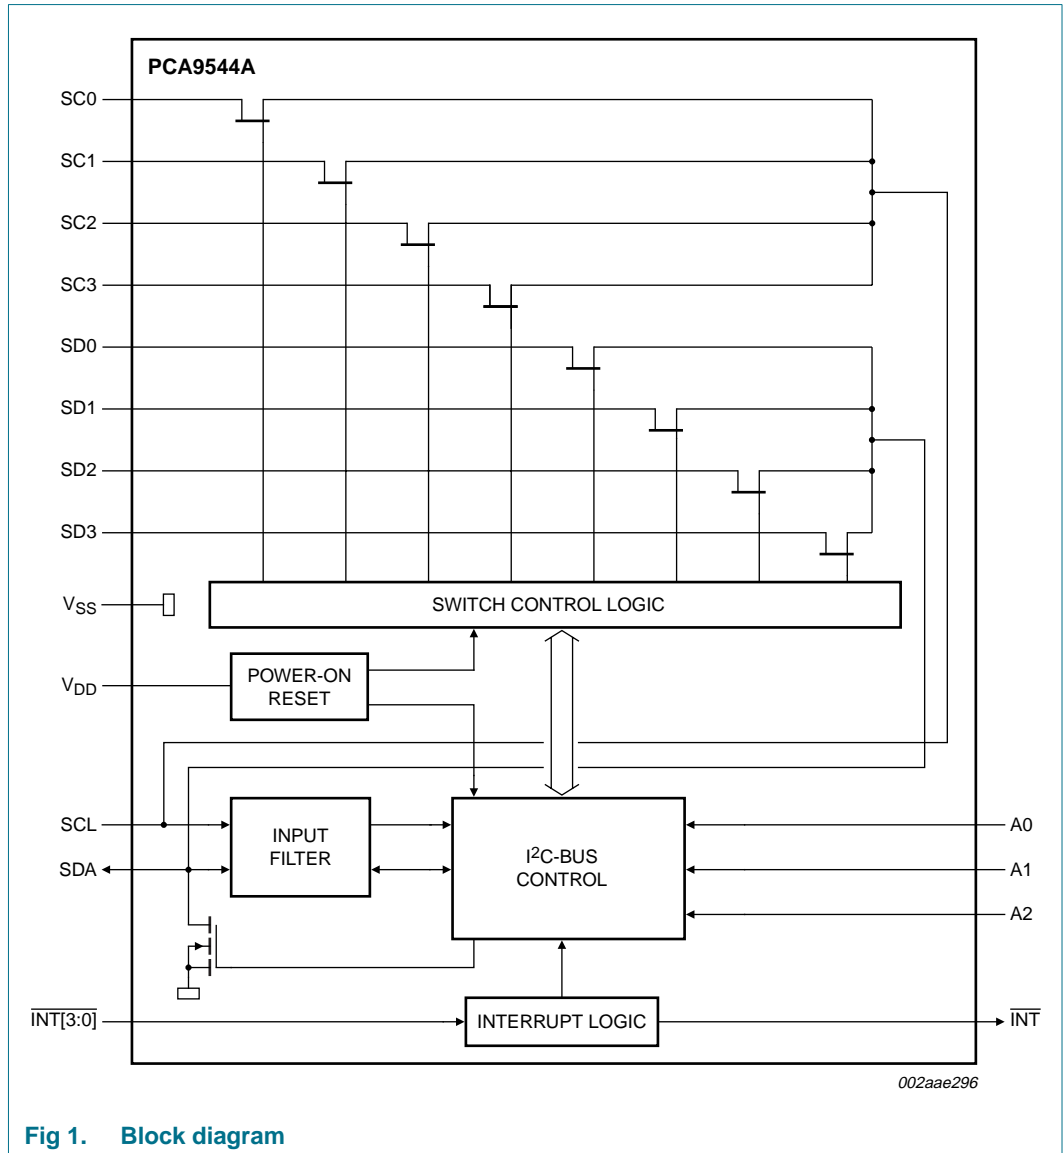 PCA9544A
SC0
SC1
SC2
SC3
SD0
SD1
SD2
SD3
VSS
SWITCH CONTROL LOGIC
VDD
POWER-ON
RESET
SCL
SDA
INPUT
FILTER
I²C-BUS
CONTROL
A0
A1
A2
INT[3:0]
INTERRUPT LOGIC
INT
002aae296
Fig 1. Block diagram